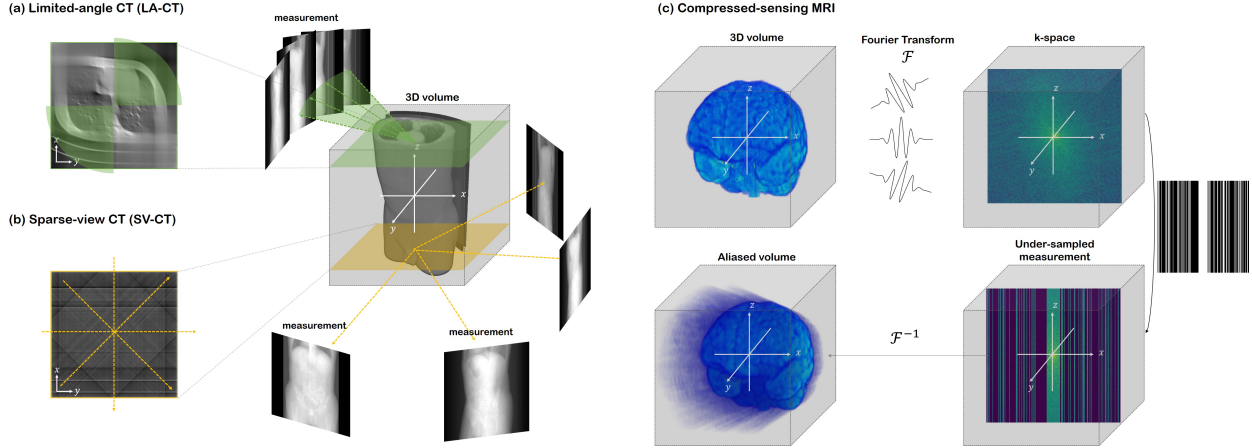 (a) Limited-angle CT (LA-CT)
measurement
3D volume
x
y
z
x
y
(b) Sparse-view CT (SV-CT)
x
y
measurement
measurement
(c) Compressed-sensing MRI
3D volume
z
x
y
Fourier Transform
ℱ
k-space
z
x
y
Aliased volume
z
x
y
ℱ⁻¹
Under-sampled
measurement
z
x
y